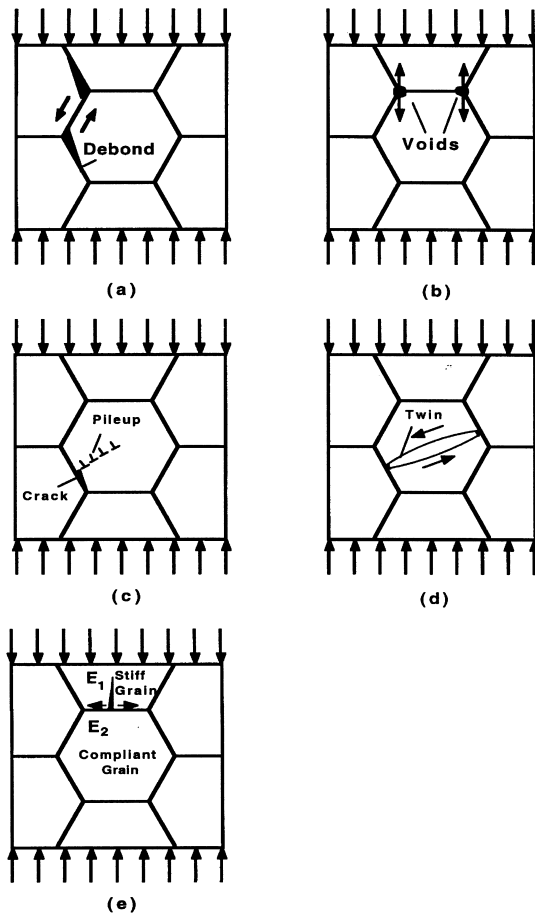 Debond
(a)
Voids
(b)
Pileup
Crack
(c)
Twin
(d)
E1 Stiff
Grain
E2
Compliant
Grain
(e)